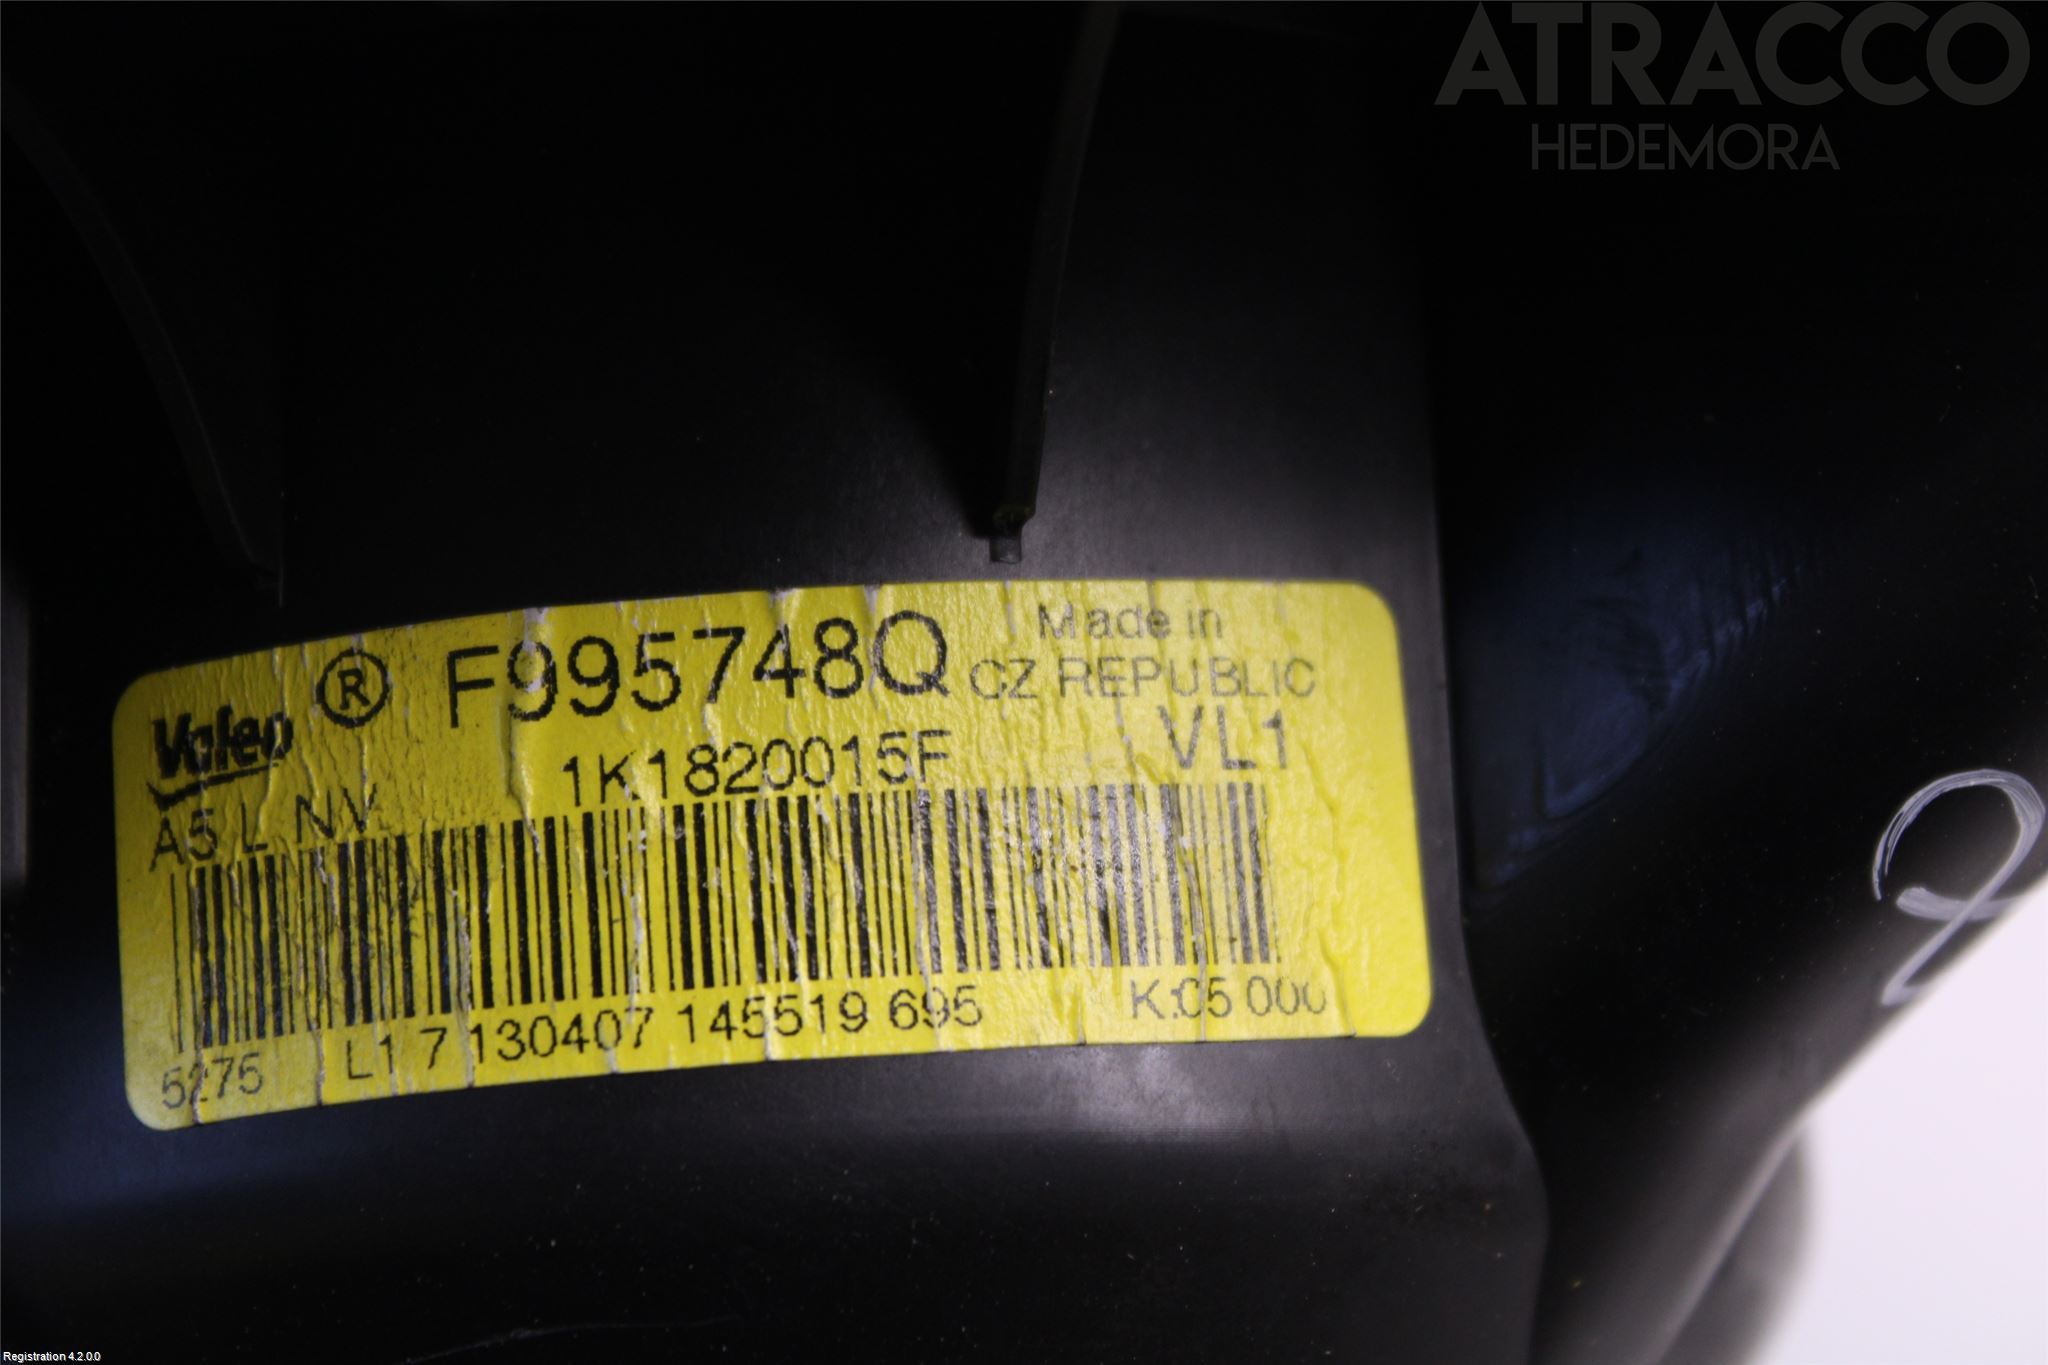 ATRACCO
HEDEMORA
Valeo ® F995748Q Made in
CZ REPUBLIC
1K1820015F VL1
A5 L NV
5275 L1 7 130407 145519 695 K:05 000
Registration 4.2.0.0